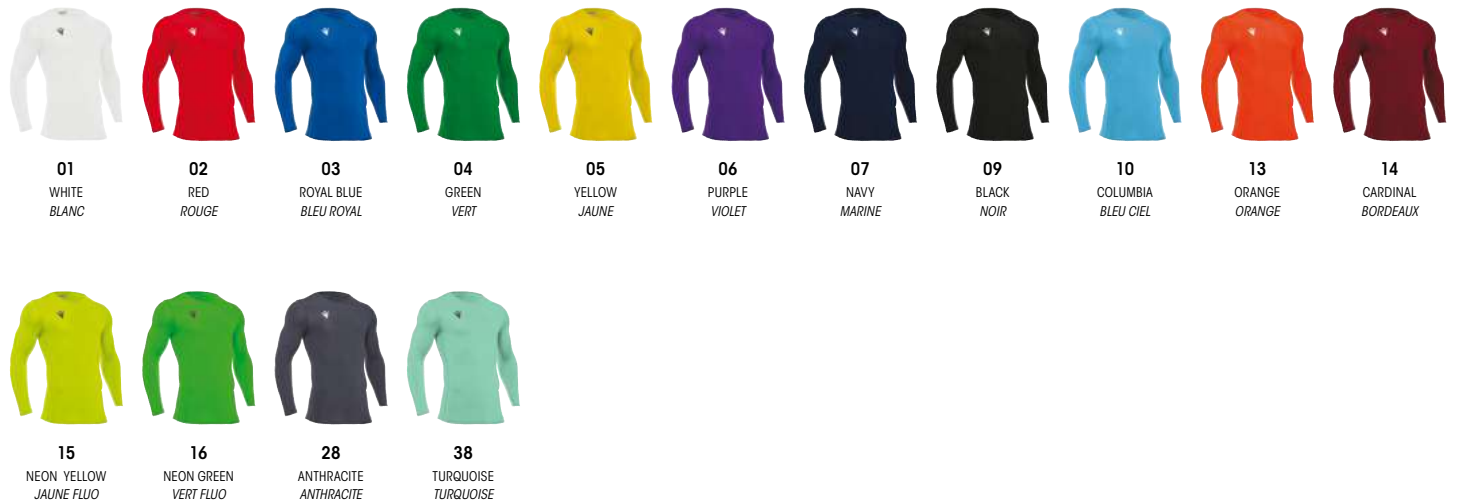 01 02 03 04 05 06 07 09 10 13 14
WHITE RED ROYAL BLUE GREEN YELLOW PURPLE NAVY BLACK COLUMBIA ORANGE CARDINAL
BLANC ROUGE BLEU ROYAL VERT JAUNE VIOLET MARINE NOIR BLEU CIEL ORANGE BORDEAUX
15 16 28 38
NEON YELLOW NEON GREEN ANTHRACITE TURQUOISE
JAUNE FLUO VERT FLUO ANTHRACITE TURQUOISE